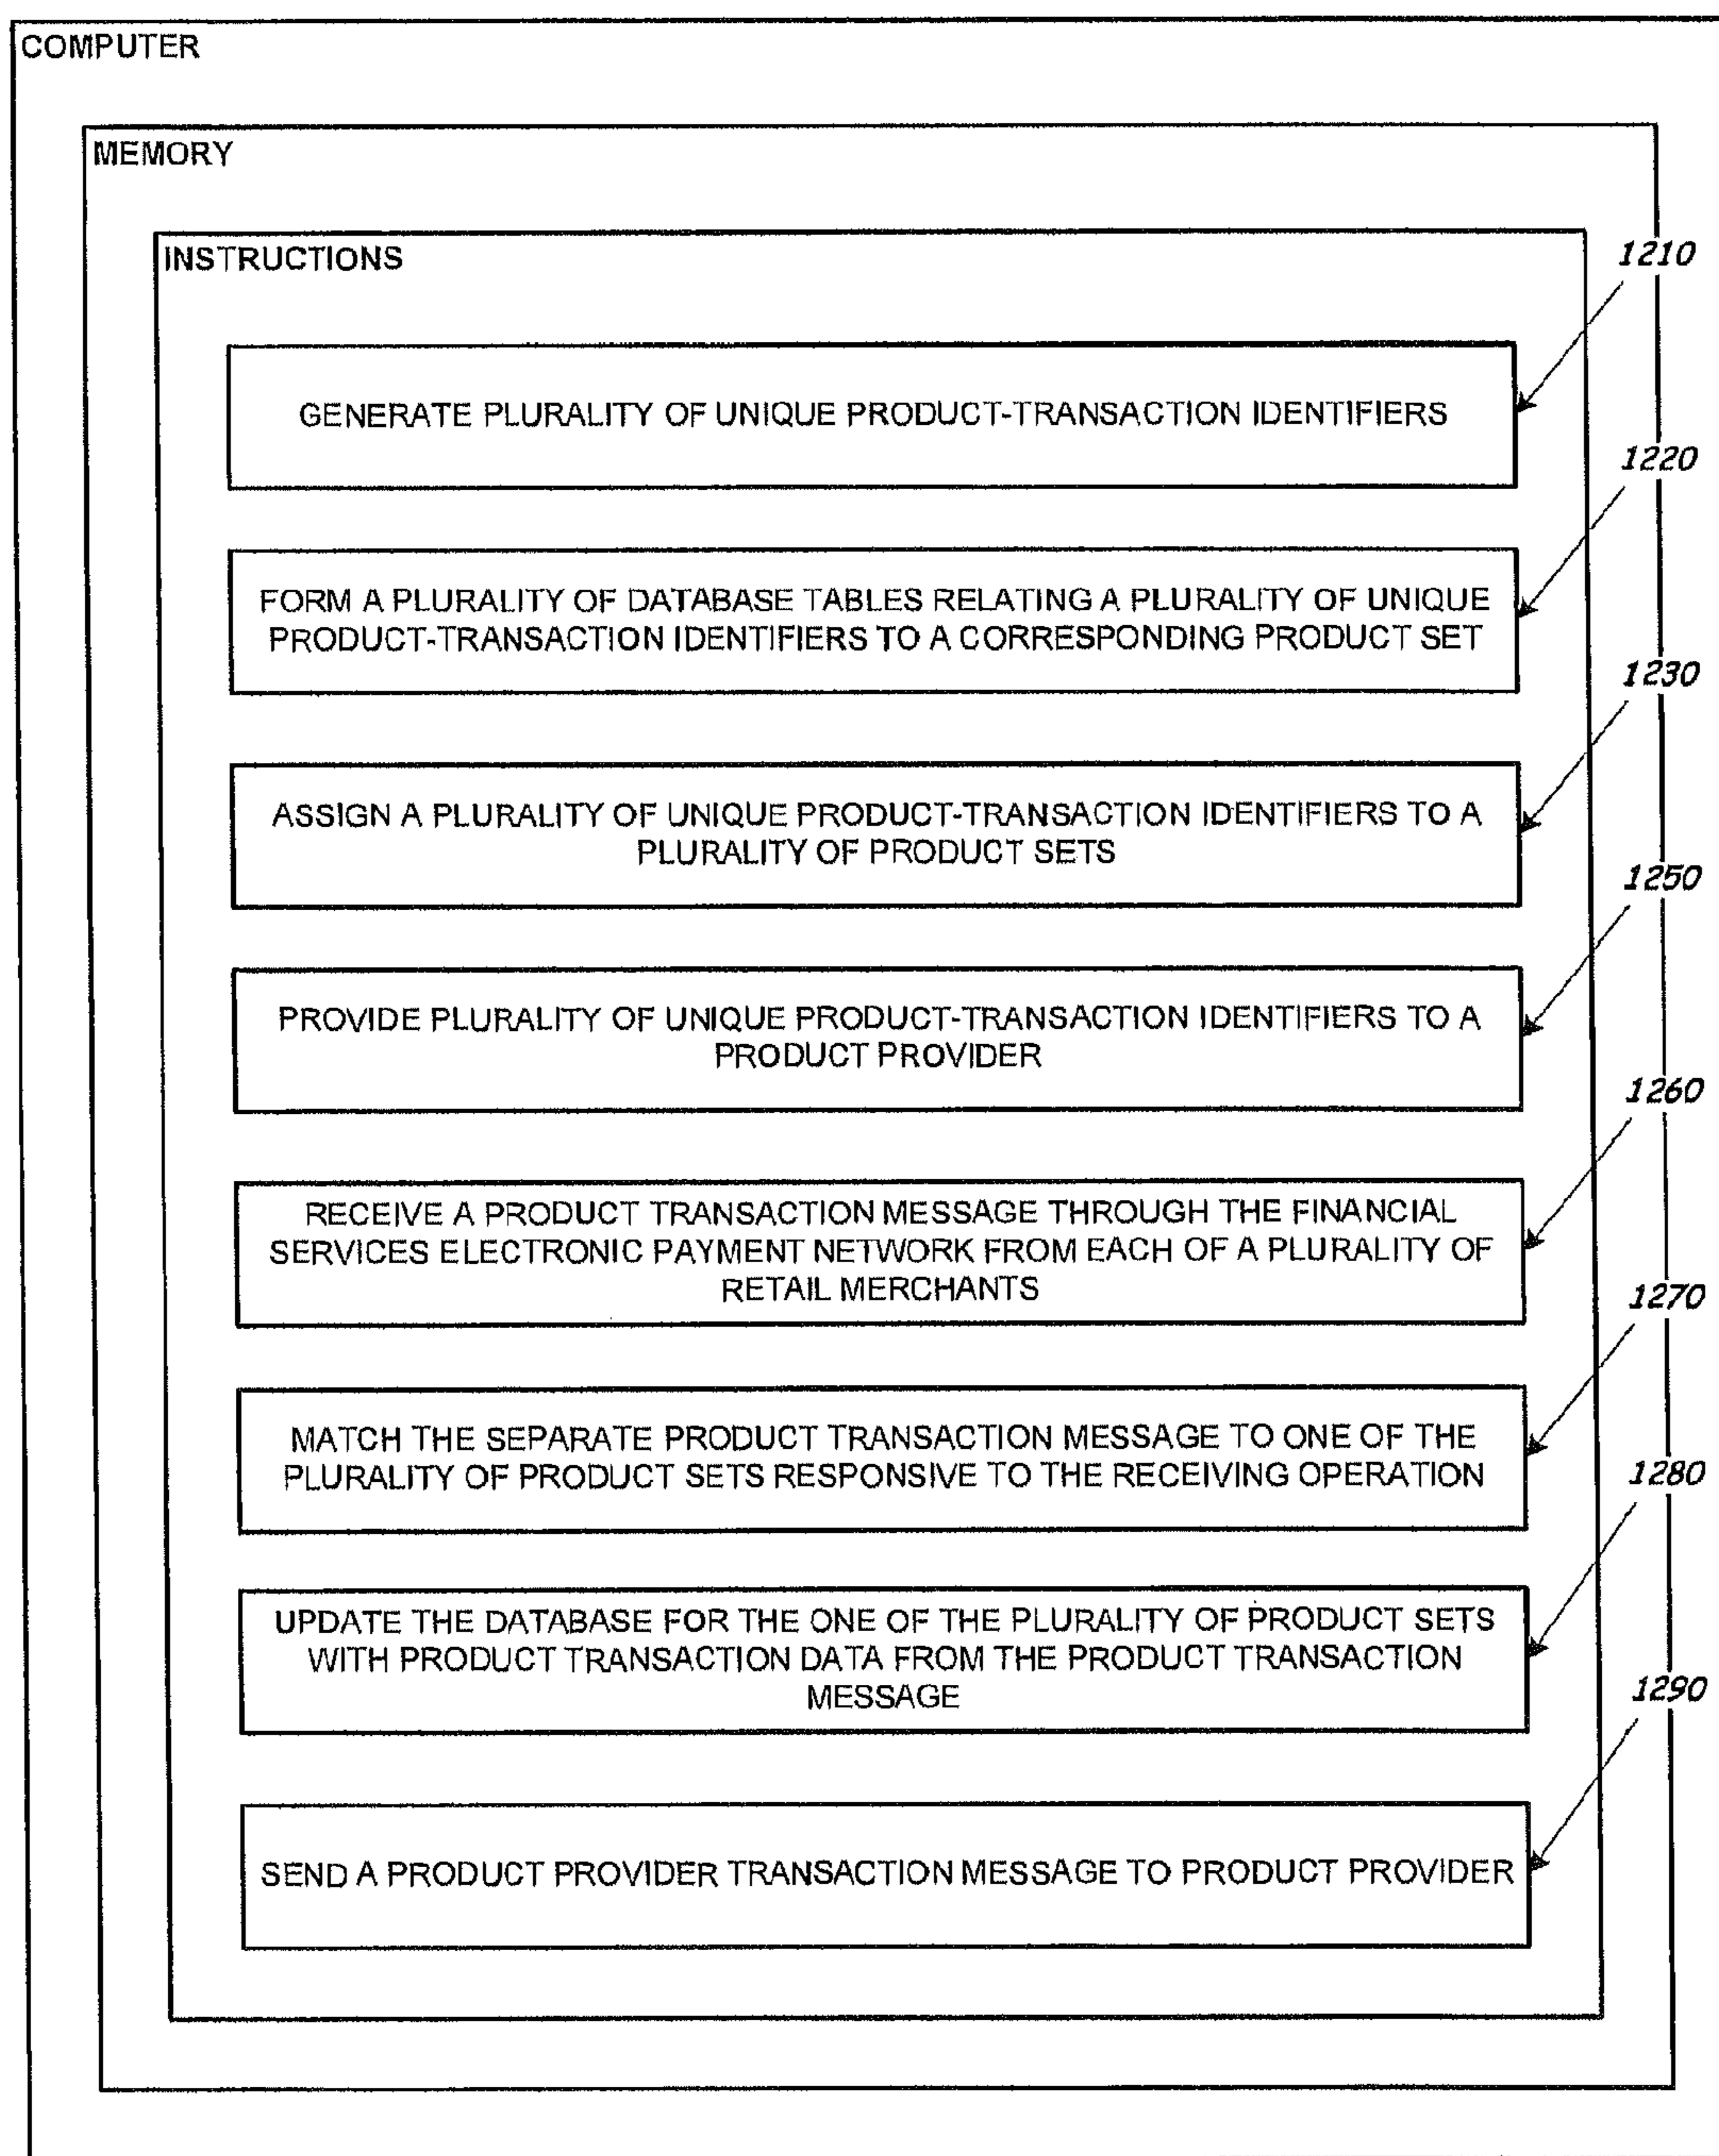 COMPUTER
MEMORY
INSTRUCTIONS
1210
GENERATE PLURALITY OF UNIQUE PRODUCT-TRANSACTION IDENTIFIERS
1220
FORM A PLURALITY OF DATABASE TABLES RELATING A PLURALITY OF UNIQUE
PRODUCT-TRANSACTION IDENTIFIERS TO A CORRESPONDING PRODUCT SET
1230
ASSIGN A PLURALITY OF UNIQUE PRODUCT-TRANSACTION IDENTIFIERS TO A
PLURALITY OF PRODUCT SETS
1250
PROVIDE PLURALITY OF UNIQUE PRODUCT-TRANSACTION IDENTIFIERS TO A
PRODUCT PROVIDER
1260
RECEIVE A PRODUCT TRANSACTION MESSAGE THROUGH THE FINANCIAL
SERVICES ELECTRONIC PAYMENT NETWORK FROM EACH OF A PLURALITY OF
RETAIL MERCHANTS
1270
MATCH THE SEPARATE PRODUCT TRANSACTION MESSAGE TO ONE OF THE
PLURALITY OF PRODUCT SETS RESPONSIVE TO THE RECEIVING OPERATION
1280
UPDATE THE DATABASE FOR THE ONE OF THE PLURALITY OF PRODUCT SETS
WITH PRODUCT TRANSACTION DATA FROM THE PRODUCT TRANSACTION
MESSAGE
1290
SEND A PRODUCT PROVIDER TRANSACTION MESSAGE TO PRODUCT PROVIDER